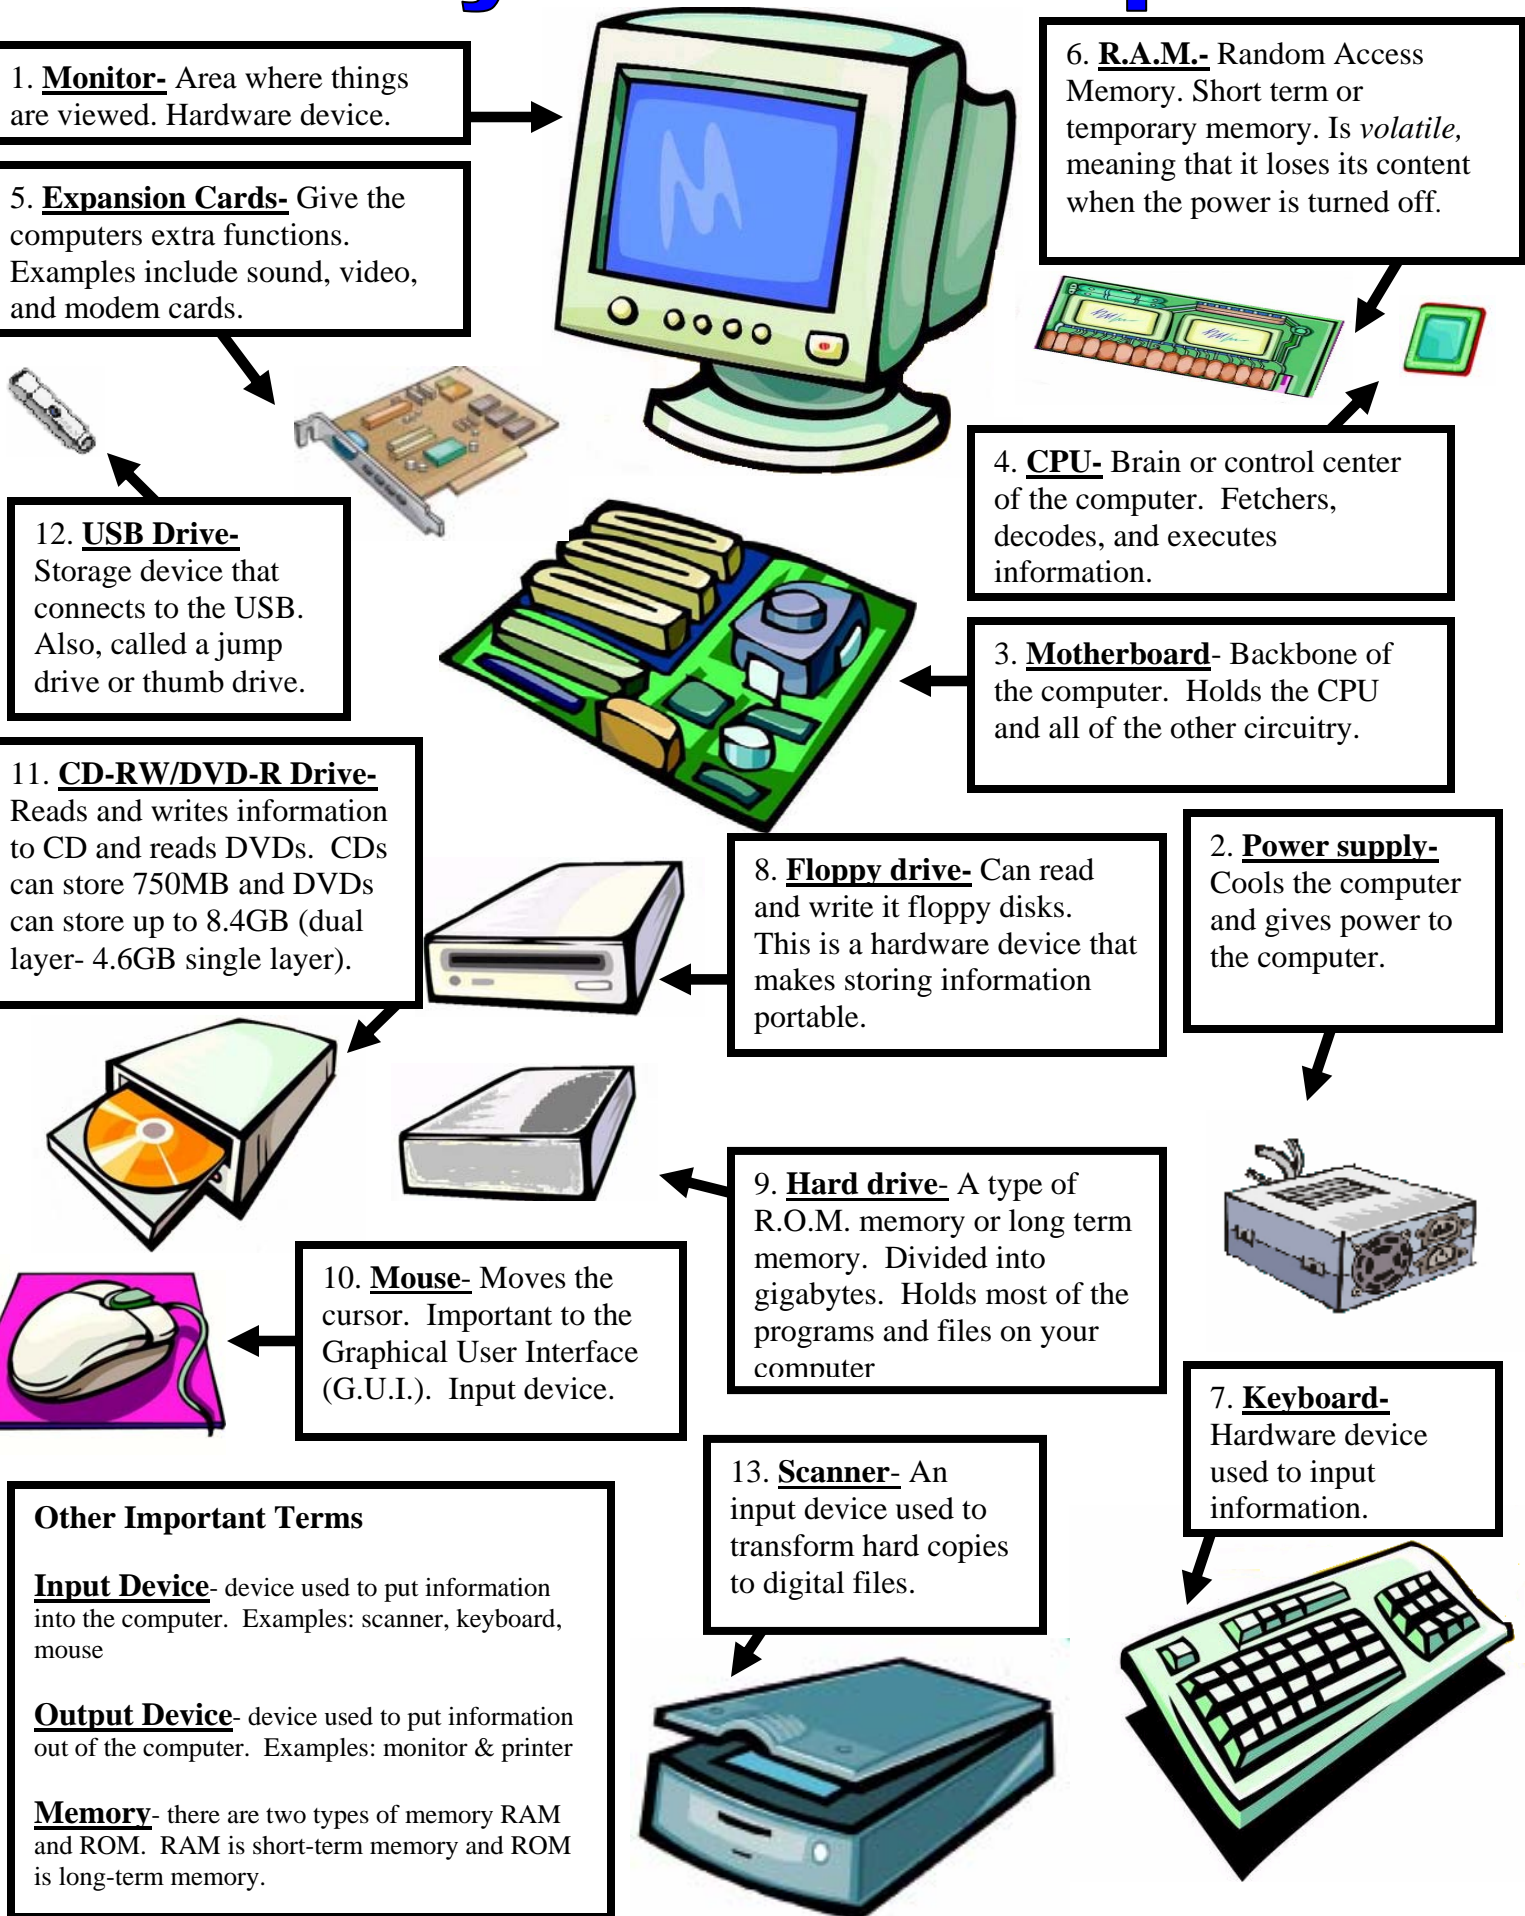 1. Monitor- Area where things
are viewed. Hardware device.
6. R.A.M.- Random Access
Memory. Short term or
temporary memory. Is volatile,
meaning that it loses its content
when the power is turned off.
5. Expansion Cards- Give the
computers extra functions.
Examples include sound, video,
and modem cards.
4. CPU- Brain or control center
of the computer. Fetchers,
decodes, and executes
information.
12. USB Drive-
Storage device that
connects to the USB.
Also, called a jump
drive or thumb drive.
3. Motherboard- Backbone of
the computer. Holds the CPU
and all of the other circuitry.
11. CD-RW/DVD-R Drive-
Reads and writes information
to CD and reads DVDs. CDs
can store 750MB and DVDs
can store up to 8.4GB (dual
layer- 4.6GB single layer).
8. Floppy drive- Can read
and write it floppy disks.
This is a hardware device that
makes storing information
portable.
2. Power supply-
Cools the computer
and gives power to
the computer.
9. Hard drive- A type of
R.O.M. memory or long term
memory. Divided into
gigabytes. Holds most of the
programs and files on your
computer
10. Mouse- Moves the
cursor. Important to the
Graphical User Interface
(G.U.I.). Input device.
7. Keyboard-
Hardware device
used to input
information.
13. Scanner- An
input device used to
transform hard copies
to digital files.
Other Important Terms
Input Device- device used to put information
into the computer. Examples: scanner, keyboard,
mouse
Output Device- device used to put information
out of the computer. Examples: monitor & printer
Memory- there are two types of memory RAM
and ROM. RAM is short-term memory and ROM
is long-term memory.